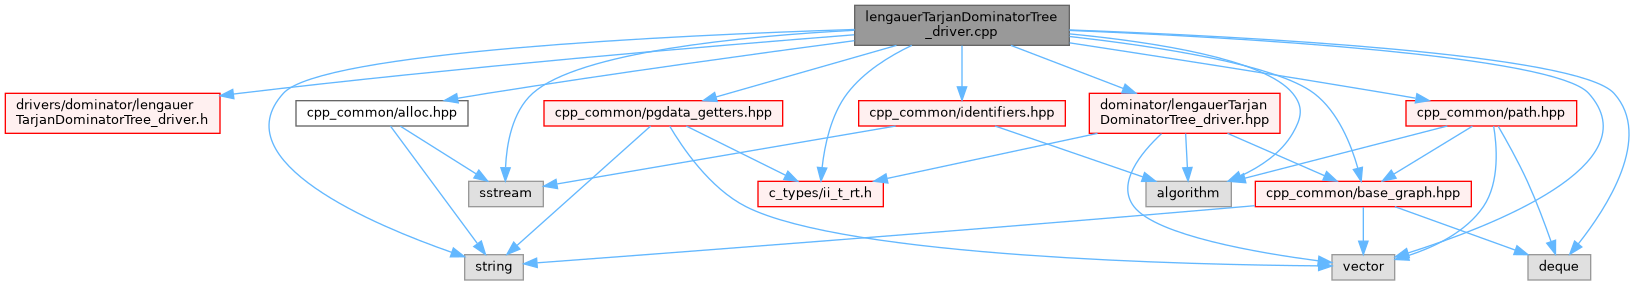 lengauerTarjanDominatorTree
_driver.cpp
drivers/dominator/lengauer
TarjanDominatorTree_driver.h
cpp_common/alloc.hpp
cpp_common/pgdata_getters.hpp
cpp_common/identifiers.hpp
dominator/lengauerTarjan
DominatorTree_driver.hpp
cpp_common/path.hpp
sstream
c_types/ii_t_rt.h
algorithm
cpp_common/base_graph.hpp
string
vector
deque